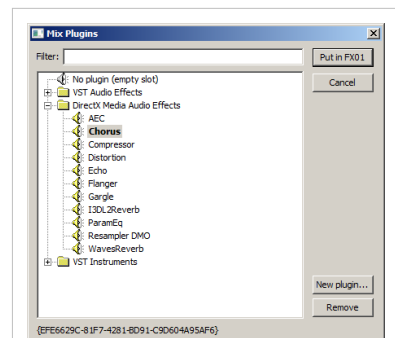 Mix Plugins
Filter:
Put in FX01
Cancel
No plugin (empty slot)
VST Audio Effects
DirectX Media Audio Effects
AEC
Chorus
Compressor
Distortion
Echo
Flanger
Gargle
I3DL2Reverb
ParamEq
Resampler DMO
WavesReverb
VST Instruments
New plugin...
Remove
{EFE6629C-81F7-4281-BD91-C9D604A95AF6}